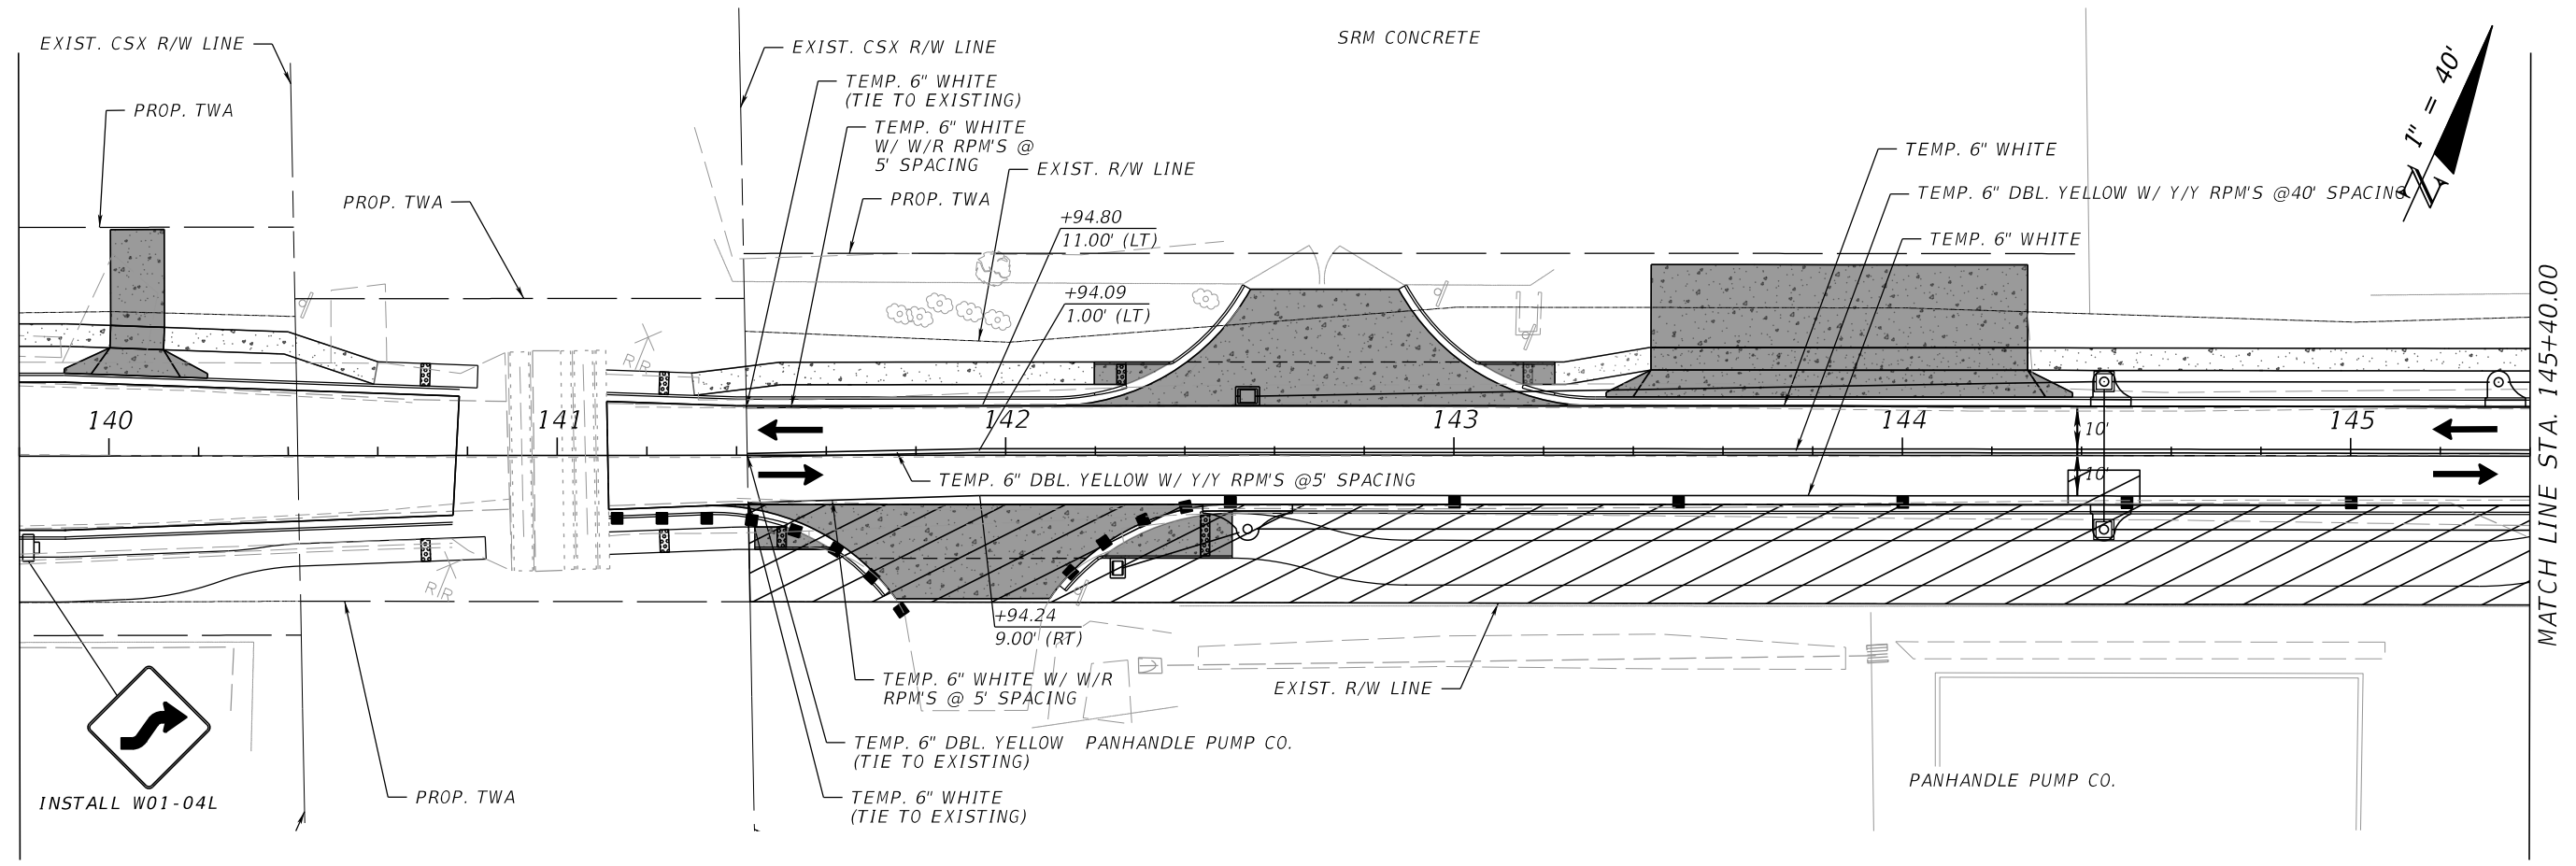 EXIST. CSX R/W LINE
EXIST. CSX R/W LINE
SRM CONCRETE
1" = 40'
N
TEMP. 6" WHITE
(TIE TO EXISTING)
PROP. TWA
TEMP. 6" WHITE
W/ W/R RPM'S @
5' SPACING
TEMP. 6" WHITE
EXIST. R/W LINE
TEMP. 6" DBL. YELLOW W/ Y/Y RPM'S @40' SPACING
PROP. TWA
PROP. TWA
+94.80
11.00' (LT)
TEMP. 6" WHITE
+94.09
1.00' (LT)
R/R
140
141
142
143
144
145
10'
10'
MATCH LINE STA. 145+40.00
TEMP. 6" DBL. YELLOW W/ Y/Y RPM'S @5' SPACING
R/R
+94.24
9.00' (RT)
TEMP. 6" WHITE W/ W/R
RPM'S @ 5' SPACING
EXIST. R/W LINE
TEMP. 6" DBL. YELLOW
(TIE TO EXISTING)
PANHANDLE PUMP CO.
PANHANDLE PUMP CO.
INSTALL W01-04L
PROP. TWA
TEMP. 6" WHITE
(TIE TO EXISTING)